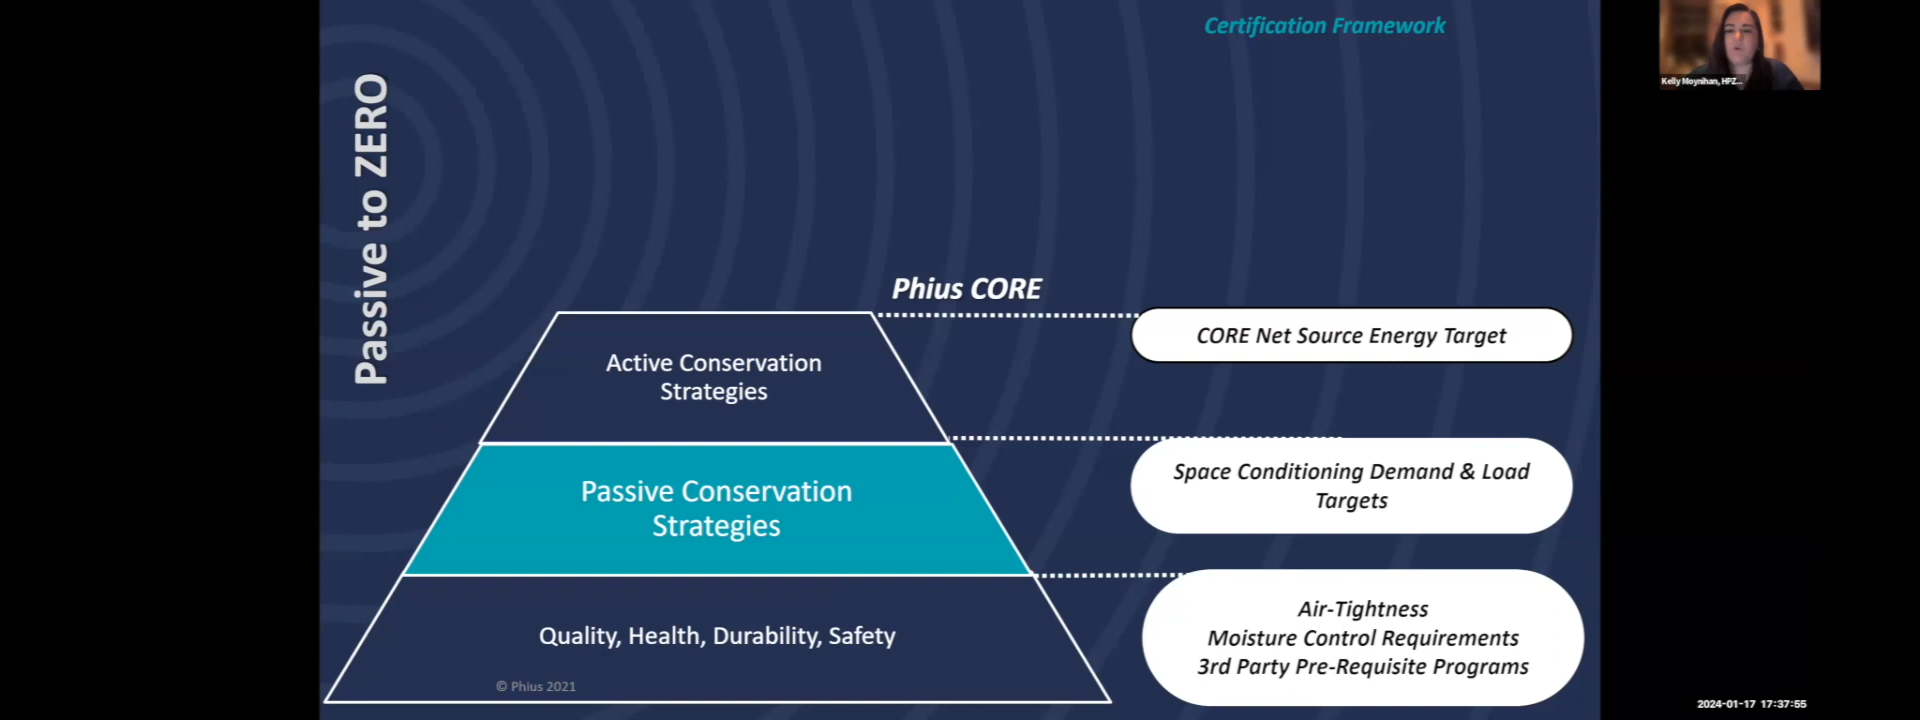 Certification Framework
Kelly Moynihan, HPZ...
Passive to ZERO
Phius CORE
CORE Net Source Energy Target
Active Conservation
Strategies
Space Conditioning Demand & Load
Targets
Passive Conservation
Strategies
Air-Tightness
Moisture Control Requirements
3rd Party Pre-Requisite Programs
Quality, Health, Durability, Safety
© Phius 2021
2024-01-17 17:37:55